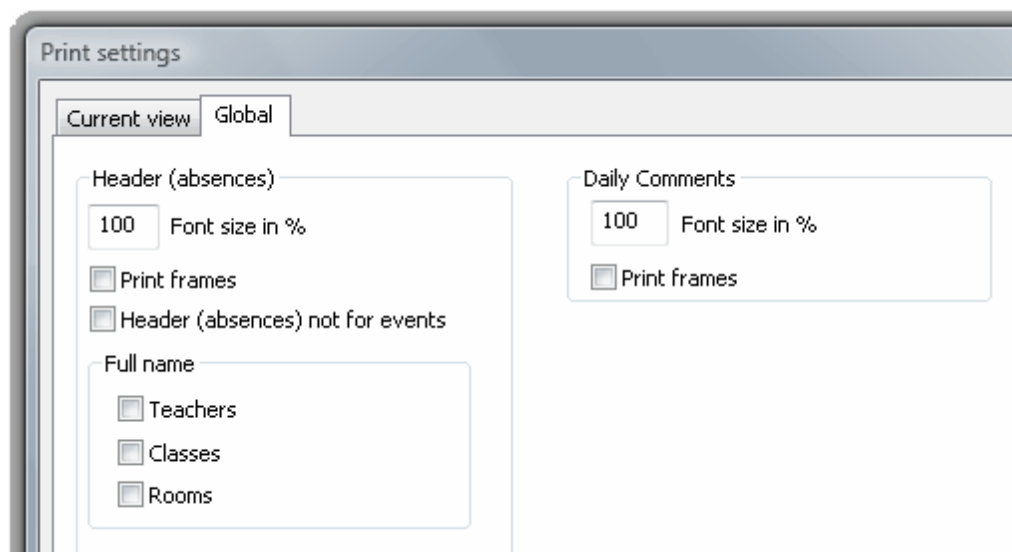 Print settings
Current view
Global
Header (absences)
100 Font size in %
Print frames
Header (absences) not for events
Full name
Teachers
Classes
Rooms
Daily Comments
100 Font size in %
Print frames